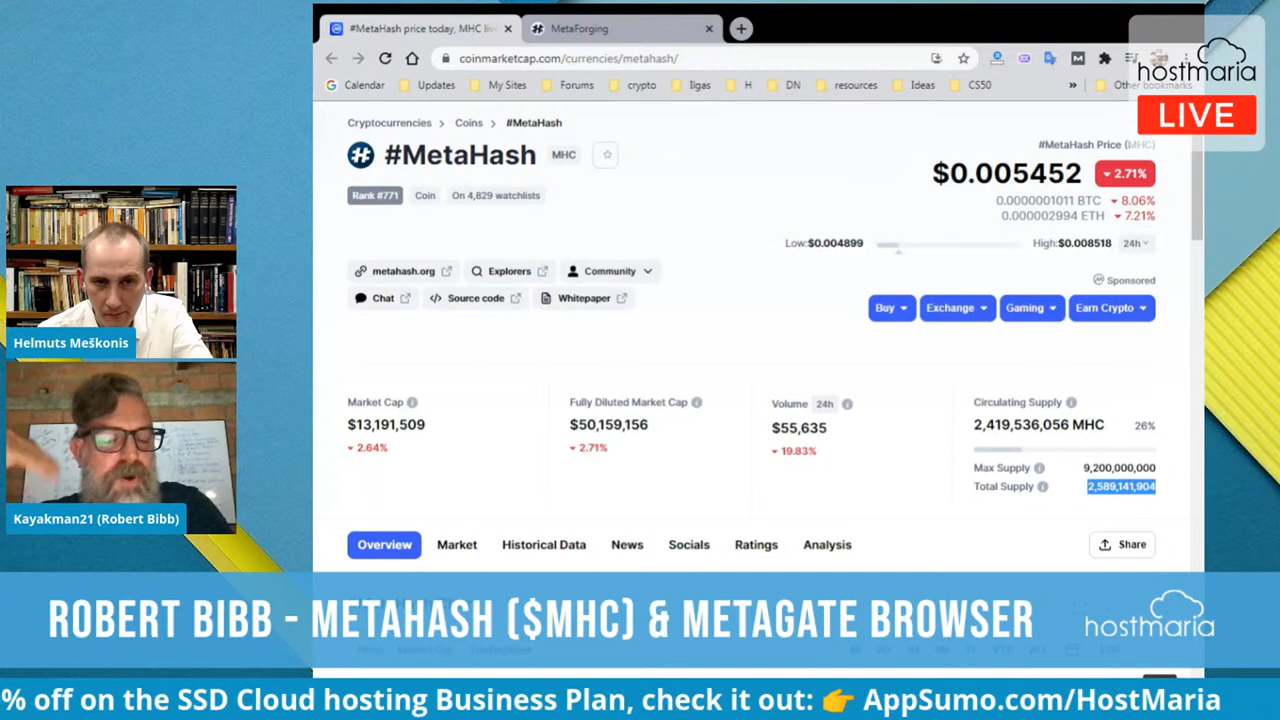 #MetaHash price today, MHC liv
MetaForging
coinmarketcap.com/currencies/metahash/
Calendar
Updates
My Sites
Forums
crypto
Ilgas
H
DN
resources
Ideas
CS50
»
Other bookmarks
hostmaria
LIVE
Cryptocurrencies > Coins > #MetaHash
#MetaHash MHC
Rank #771 Coin On 4,829 watchlists
#MetaHash Price (MHC)
$0.005452 2.71%
0.0000001011 BTC 8.06%
0.000002994 ETH 7.21%
Low:$0.004899 High:$0.008518 24h
metahash.org Explorers Community
Chat Source code Whitepaper
Sponsored
Buy Exchange Gaming Earn Crypto
Market Cap
$13,191,509
2.64%
Fully Diluted Market Cap
$50,159,156
2.71%
Volume 24h
$55,635
19.83%
Circulating Supply
2,419,536,056 MHC 26%
Max Supply 9,200,000,000
Total Supply 2,589,141,904
Overview Market Historical Data News Socials Ratings Analysis Share
Helmuts Meškonis
Kayakman21 (Robert Bibb)
ROBERT BIBB - METAHASH ($MHC) & METAGATE BROWSER
hostmaria
% off on the SSD Cloud hosting Business Plan, check it out: 👉 AppSumo.com/HostMaria